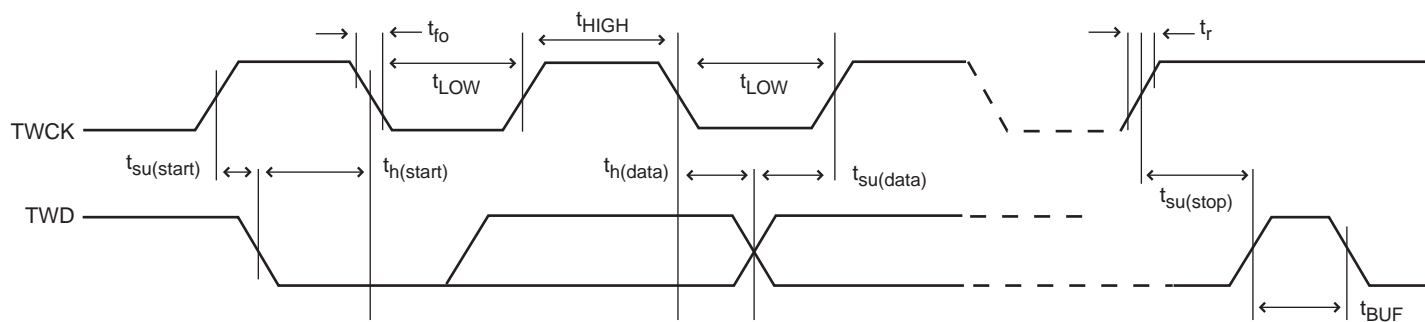 tfo
tHIGH
tr
tLOW
tLOW
TWCK
tsu(start)
th(start)
th(data)
tsu(data)
tsu(stop)
TWD
tBUF